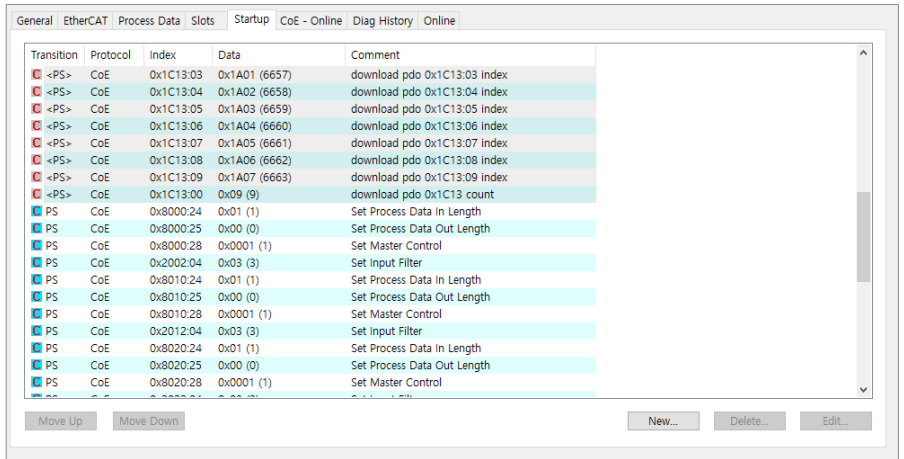 General EtherCAT Process Data Slots Startup CoE - Online Diag History Online
Transition Protocol Index Data Comment
C <PS> CoE 0x1C13:03 0x1A01 (6657) download pdo 0x1C13:03 index
C <PS> CoE 0x1C13:04 0x1A02 (6658) download pdo 0x1C13:04 index
C <PS> CoE 0x1C13:05 0x1A03 (6659) download pdo 0x1C13:05 index
C <PS> CoE 0x1C13:06 0x1A04 (6660) download pdo 0x1C13:06 index
C <PS> CoE 0x1C13:07 0x1A05 (6661) download pdo 0x1C13:07 index
C <PS> CoE 0x1C13:08 0x1A06 (6662) download pdo 0x1C13:08 index
C <PS> CoE 0x1C13:09 0x1A07 (6663) download pdo 0x1C13:09 index
C <PS> CoE 0x1C13:00 0x09 (9) download pdo 0x1C13 count
C PS CoE 0x8000:24 0x01 (1) Set Process Data In Length
C PS CoE 0x8000:25 0x00 (0) Set Process Data Out Length
C PS CoE 0x8000:28 0x0001 (1) Set Master Control
C PS CoE 0x2002:04 0x03 (3) Set Input Filter
C PS CoE 0x8010:24 0x01 (1) Set Process Data In Length
C PS CoE 0x8010:25 0x00 (0) Set Process Data Out Length
C PS CoE 0x8010:28 0x0001 (1) Set Master Control
C PS CoE 0x2012:04 0x03 (3) Set Input Filter
C PS CoE 0x8020:24 0x01 (1) Set Process Data In Length
C PS CoE 0x8020:25 0x00 (0) Set Process Data Out Length
C PS CoE 0x8020:28 0x0001 (1) Set Master Control
Move Up Move Down New... Delete... Edit...